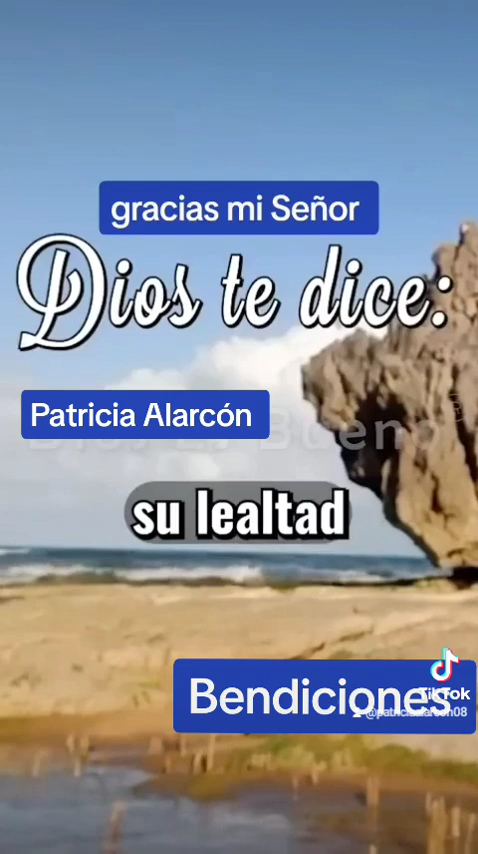 gracias mi Señor
Dios te dice:
Patricia Alarcón
su lealtad
Bendiciones
TikTok